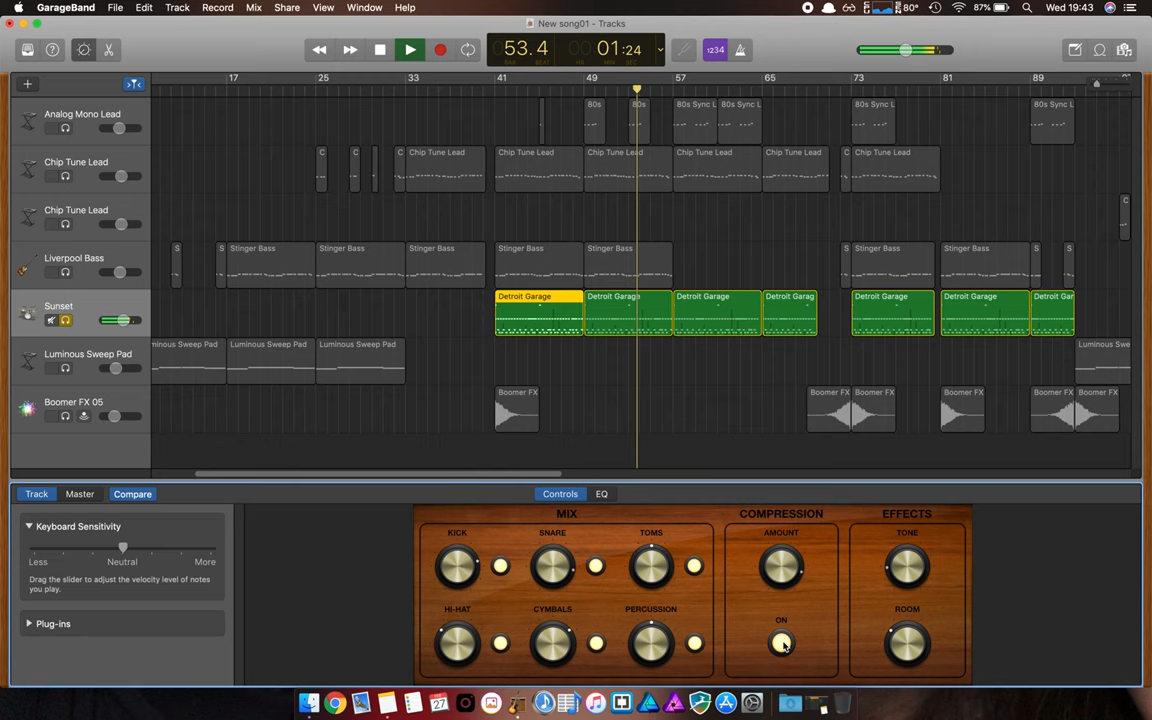 GarageBand File Edit Track Record Mix Share View Window Help 80° 87% Wed 19:43
New song01 - Tracks
53.4 00 01:24 1234
BAR BEAT HR MIN SEC
17 25 33 41 49 57 65 73 81 89
Analog Mono Lead 80s 80s 80s Sync L 80s Sync L 80s Sync L 80s Sync L
Chip Tune Lead C C C Chip Tune Lead Chip Tune Lead Chip Tune Lead Chip Tune Lead Chip Tune Lead C Chip Tune Lead
Chip Tune Lead C
Liverpool Bass S S Stinger Bass Stinger Bass Stinger Bass Stinger Bass Stinger Bass S Stinger Bass Stinger Bass S S
Sunset Detroit Garage Detroit Garage Detroit Garage Detroit Garag Detroit Garage Detroit Garage Detroit Gar
Luminous Sweep Pad minous Sweep Pad Luminous Sweep Pad Luminous Sweep Pad Luminous Swe
Boomer FX 05 Boomer FX Boomer FX Boomer FX Boomer FX Boomer FX Boomer FX
Track Master Compare Controls EQ
MIX COMPRESSION EFFECTS
Keyboard Sensitivity
Less Neutral More
Drag the slider to adjust the velocity level of notes
you play.
Plug-ins
KICK SNARE TOMS AMOUNT TONE
HI-HAT CYMBALS PERCUSSION ON ROOM
27